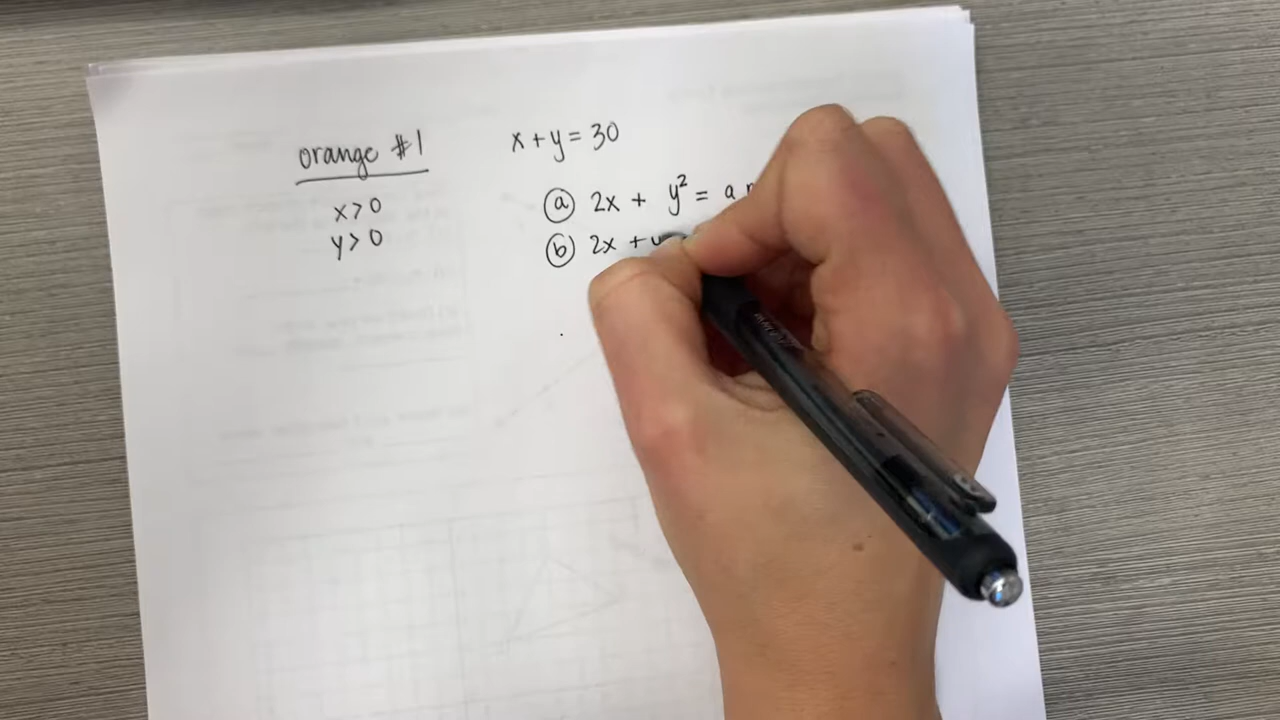 orange #1
x>0
y>0
x + y = 30
ⓐ 2x + y² = a
ⓑ 2x + y